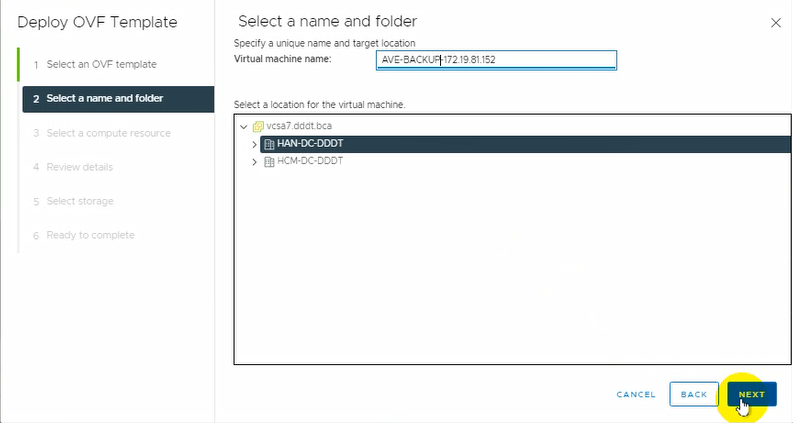 Deploy OVF Template
1 Select an OVF template
2 Select a name and folder
3 Select a compute resource
4 Review details
5 Select storage
6 Ready to complete
Select a name and folder
Specify a unique name and target location
Virtual machine name: AVE-BACKUP-172.19.81.152
Select a location for the virtual machine.
vcsa7.dddt.bca
HAN-DC-DDDT
HCM-DC-DDDT
CANCEL BACK NEXT